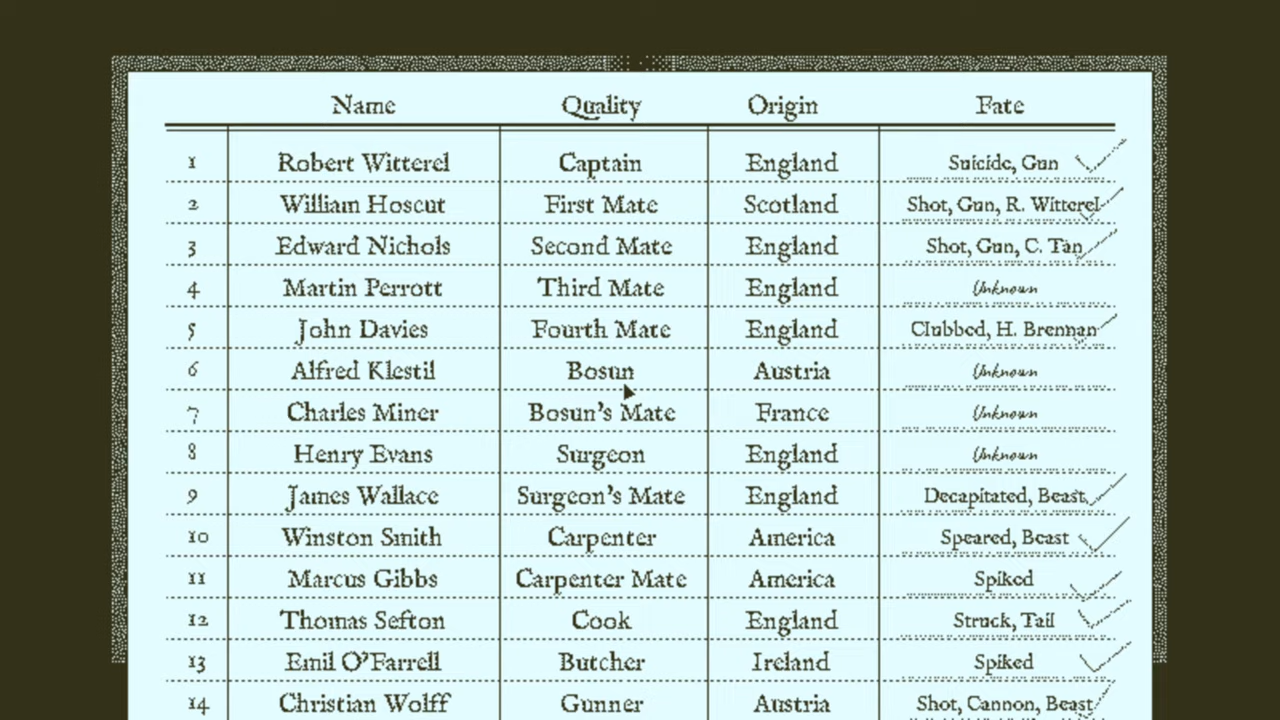 Name Quality Origin Fate
1 Robert Witterel Captain England Suicide, Gun
2 William Hoscut First Mate Scotland Shot, Gun, R. Witterel
3 Edward Nichols Second Mate England Shot, Gun, C. Tan
4 Martin Perrott Third Mate England Unknown
5 John Davies Fourth Mate England Clubbed, H. Brennan
6 Alfred Klestil Bosun Austria Unknown
7 Charles Miner Bosun's Mate France Unknown
8 Henry Evans Surgeon England Unknown
9 James Wallace Surgeon's Mate England Decapitated, Beast
10 Winston Smith Carpenter America Speared, Beast
11 Marcus Gibbs Carpenter Mate America Spiked
12 Thomas Sefton Cook England Struck, Tail
13 Emil O'Farrell Butcher Ireland Spiked
14 Christian Wolff Gunner Austria Shot, Cannon, Beast